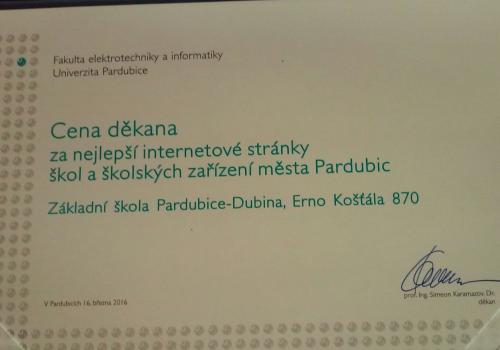 Fakulta elektrotechniky a informatiky
Univerzita Pardubice
Cena děkana
za nejlepší internetové stránky
škol a školských zařízení města Pardubic
Základní škola Pardubice-Dubina, Erno Košťála 870
V Pardubicích 16. března 2016
prof. Ing. Simeon Karamazov, Dr.
děkan